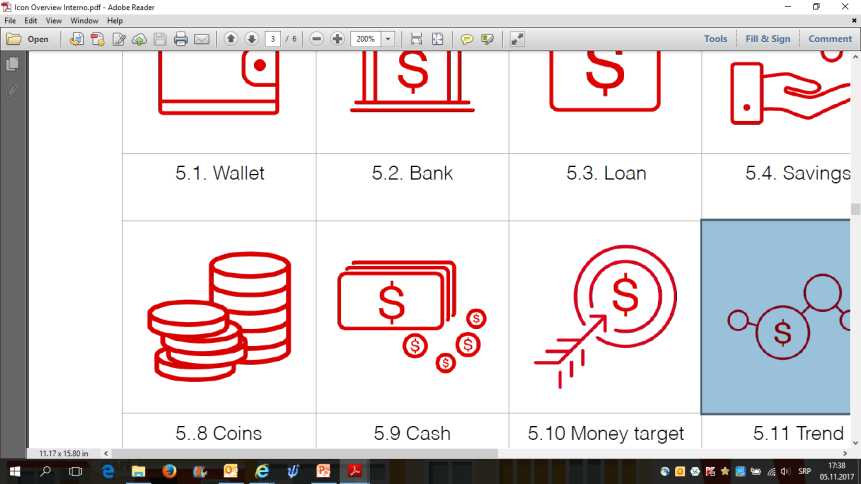 Icon Overview Interno.pdf - Adobe Reader
File Edit View Window Help
Open 3 / 6 200% Tools Fill & Sign Comment
$ $
5.1. Wallet 5.2. Bank 5.3. Loan 5.4. Savings
$ $ $
$ $ $ $
5..8 Coins 5.9 Cash 5.10 Money target 5.11 Trend
11.17 x 15.80 in
SRP 17:38
05.11.2017